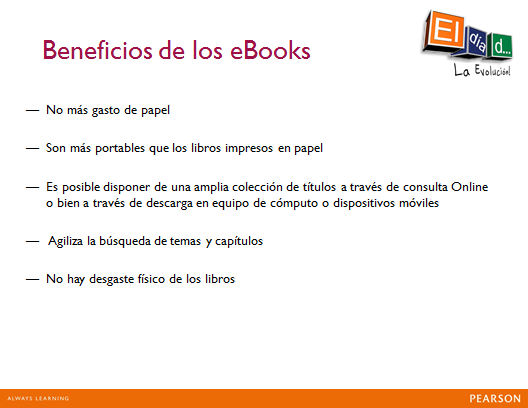 El día d...
La Evolución!
Beneficios de los eBooks
— No más gasto de papel
— Son más portables que los libros impresos en papel
— Es posible disponer de una amplia colección de títulos a través de consulta Online
o bien a través de descarga en equipo de cómputo o dispositivos móviles
— Agiliza la búsqueda de temas y capítulos
— No hay desgaste físico de los libros
ALWAYS LEARNING
PEARSON